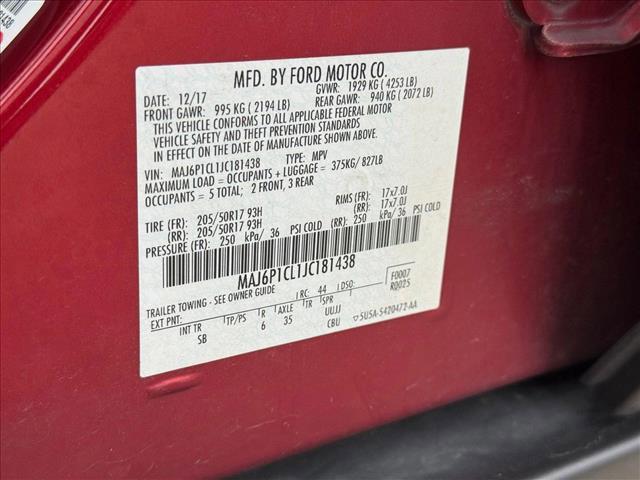 MFD. BY FORD MOTOR CO.
DATE: 12/17 GVWR: 1929 KG ( 4253 LB)
FRONT GAWR: 995 KG ( 2194 LB) REAR GAWR: 940 KG ( 2072 LB)
THIS VEHICLE CONFORMS TO ALL APPLICABLE FEDERAL MOTOR
VEHICLE SAFETY AND THEFT PREVENTION STANDARDS
IN EFFECT ON THE DATE OF MANUFACTURE SHOWN ABOVE.
VIN: MAJ6P1CL1JC181438 TYPE: MPV
MAXIMUM LOAD = OCCUPANTS + LUGGAGE = 375KG/ 827LB
OCCUPANTS = 5 TOTAL; 2 FRONT, 3 REAR
TIRE (FR): 205/50R17 93H RIMS (FR): 17x7.0J
(RR): 205/50R17 93H (RR): 17x7.0J
PRESSURE (FR): 250 kPa/ 36 PSI COLD (RR): 250 kPa/ 36 PSI COLD
MAJ6P1CL1JC181438
TRAILER TOWING - SEE OWNER GUIDE
EXT PNT: RC: 44 DSO: F0007
R0025
INT TR TP/PS R AXLE TR SPR UUJJ
SB 6 35 CBU
5U5A-5420472-AA
81438